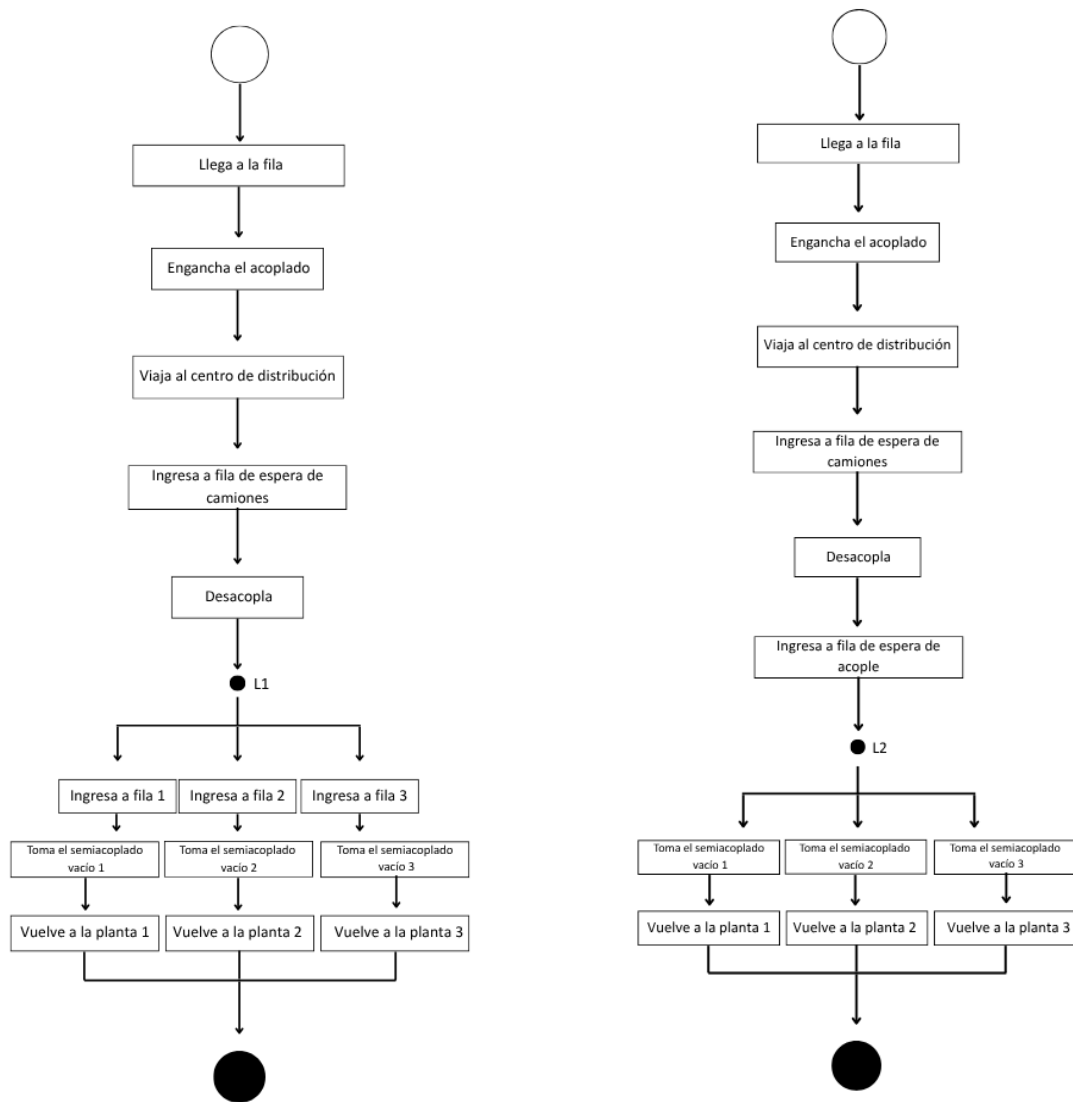 Llega a la fila
Engancha el acoplado
Viaja al centro de distribución
Ingresa a fila de espera de
camiones
Desacopla
L1
Ingresa a fila 1
Ingresa a fila 2
Ingresa a fila 3
Toma el semiacoplado
vacío 1
Toma el semiacoplado
vacío 2
Toma el semiacoplado
vacío 3
Vuelve a la planta 1
Vuelve a la planta 2
Vuelve a la planta 3
Llega a la fila
Engancha el acoplado
Viaja al centro de distribución
Ingresa a fila de espera de
camiones
Desacopla
Ingresa a fila de espera de
acople
L2
Toma el semiacoplado
vacío 1
Toma el semiacoplado
vacío 2
Toma el semiacoplado
vacío 3
Vuelve a la planta 1
Vuelve a la planta 2
Vuelve a la planta 3